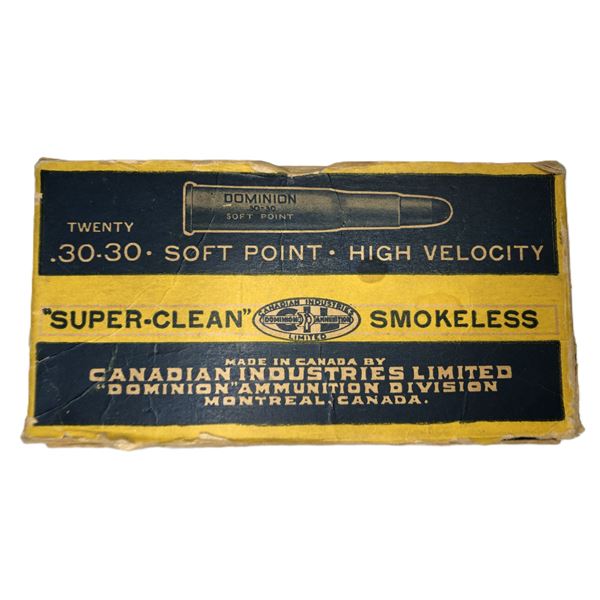 DOMINION
30-30
SOFT POINT
TWENTY
.30-30 · SOFT POINT · HIGH VELOCITY
"SUPER-CLEAN" CANADIAN INDUSTRIES LIMITED CIL DOMINION AMMUNITION SMOKELESS
MADE IN CANADA BY
CANADIAN INDUSTRIES LIMITED
"DOMINION" AMMUNITION DIVISION
MONTREAL, CANADA.